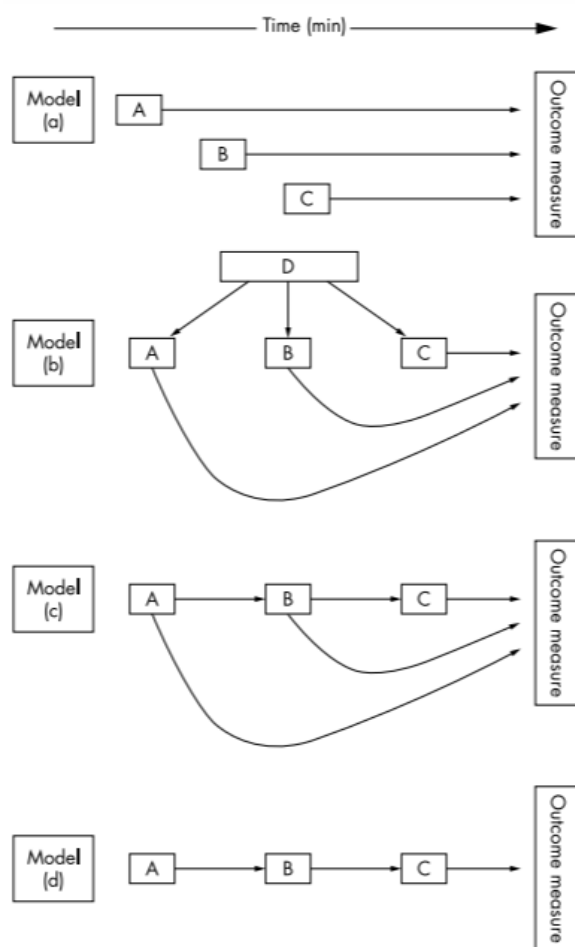 Time (min)
Model
(a)
A
B
C
Outcome measure
D
Model
(b)
A
B
C
Outcome measure
Model
(c)
A
B
C
Outcome measure
Model
(d)
A
B
C
Outcome measure